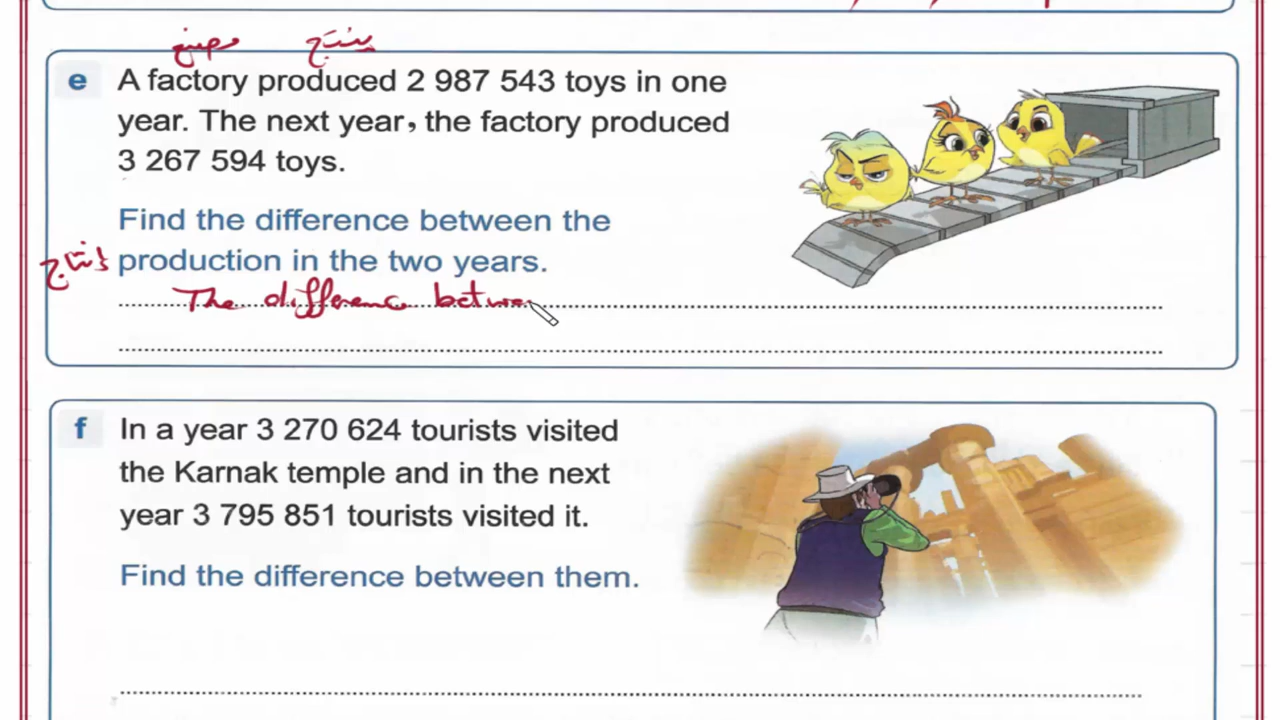 مصنع ينتج
e A factory produced 2 987 543 toys in one
year. The next year, the factory produced
3 267 594 toys.
Find the difference between the
إنتاج production in the two years.
The difference betwe
f In a year 3 270 624 tourists visited
the Karnak temple and in the next
year 3 795 851 tourists visited it.
Find the difference between them.